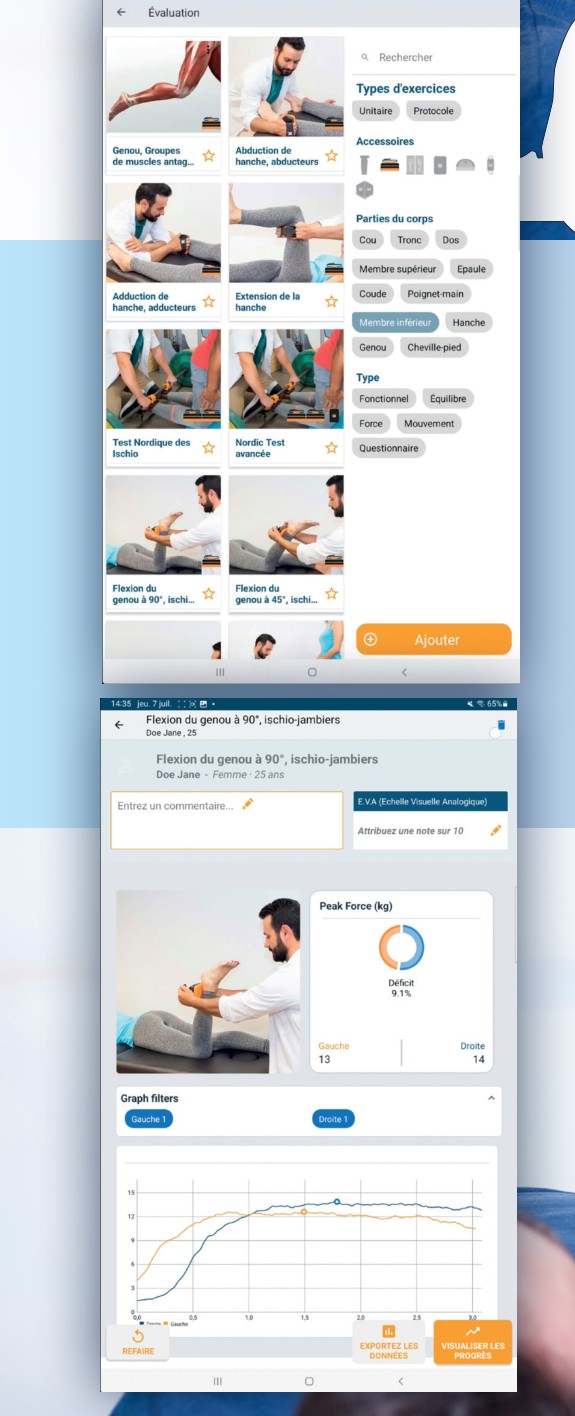 Évaluation
Genou, Groupes
de muscles antag...
Abduction de
hanche, abducteurs
Adduction de
hanche, adducteurs
Extension de la
hanche
Test Nordique des
Ischio
Nordic Test
avancée
Flexion du
genou à 90°, ischi...
Flexion du
genou à 45°, ischi...
Rechercher
Types d'exercices
Unitaire Protocole
Accessoires
Parties du corps
Cou Tronc Dos
Membre supérieur Epaule
Coude Poignet-main
Membre inférieur Hanche
Genou Cheville-pied
Type
Fonctionnel Équilibre
Force Mouvement
Questionnaire
Ajouter
14:35 jeu. 7 juil. 65%
Flexion du genou à 90°, ischio-jambiers
Doe Jane , 25
Flexion du genou à 90°, ischio-jambiers
Doe Jane - Femme · 25 ans
Entrez un commentaire...
E.V.A (Echelle Visuelle Analogique)
Attribuez une note sur 10
Peak Force (kg)
Déficit
9.1%
Gauche Droite
13 14
Graph filters
Gauche 1 Droite 1
15
12
9
6
3
0
0,0 0,5 1,0 1,5 2,0 2,5 3,0
Droite Gauche
REFAIRE
EXPORTEZ LES
DONNÉES
VISUALISER LES
PROGRÈS